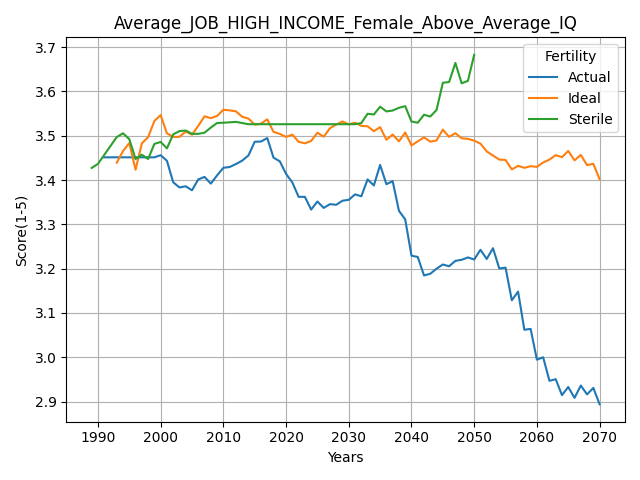 Average_JOB_HIGH_INCOME_Female_Above_Average_IQ
Fertility
Actual
Ideal
Sterile
Score(1-5)
3.7
3.6
3.5
3.4
3.3
3.2
3.1
3.0
2.9
1990 2000 2010 2020 2030 2040 2050 2060 2070
Years